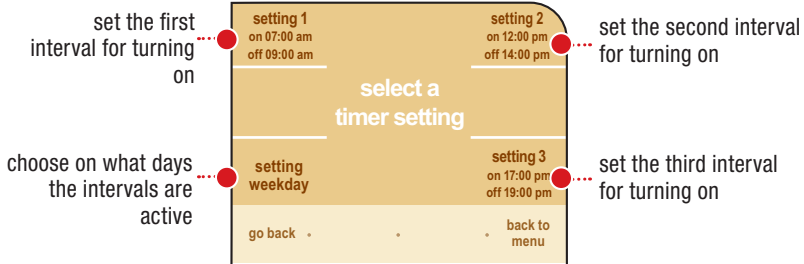 set the first
interval for turning
on
setting 1
on 07:00 am
off 09:00 am
setting 2
on 12:00 pm
off 14:00 pm
set the second interval
for turning on
select a
timer setting
choose on what days
the intervals are
active
setting
weekday
setting 3
on 17:00 pm
off 19:00 pm
set the third interval
for turning on
go back
back to
menu